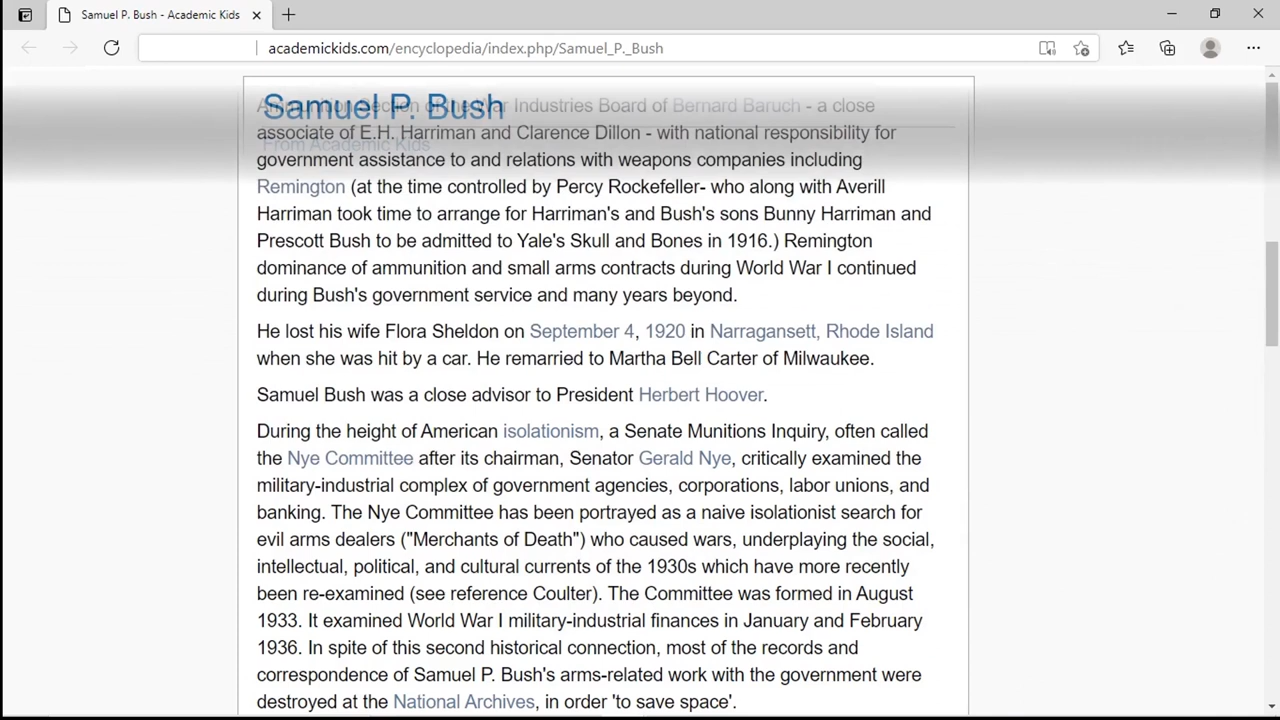 Samuel P. Bush - Academic Kids
academickids.com/encyclopedia/index.php/Samuel_P._Bush
Samuel P. Bush
Ammunition Section of the War Industries Board of Bernard Baruch - a close
associate of E.H. Harriman and Clarence Dillon - with national responsibility for
From Academic Kids
government assistance to and relations with weapons companies including
Remington (at the time controlled by Percy Rockefeller- who along with Averill
Harriman took time to arrange for Harriman's and Bush's sons Bunny Harriman and
Prescott Bush to be admitted to Yale's Skull and Bones in 1916.) Remington
dominance of ammunition and small arms contracts during World War I continued
during Bush's government service and many years beyond.
He lost his wife Flora Sheldon on September 4, 1920 in Narragansett, Rhode Island
when she was hit by a car. He remarried to Martha Bell Carter of Milwaukee.
Samuel Bush was a close advisor to President Herbert Hoover.
During the height of American isolationism, a Senate Munitions Inquiry, often called
the Nye Committee after its chairman, Senator Gerald Nye, critically examined the
military-industrial complex of government agencies, corporations, labor unions, and
banking. The Nye Committee has been portrayed as a naive isolationist search for
evil arms dealers ("Merchants of Death") who caused wars, underplaying the social,
intellectual, political, and cultural currents of the 1930s which have more recently
been re-examined (see reference Coulter). The Committee was formed in August
1933. It examined World War I military-industrial finances in January and February
1936. In spite of this second historical connection, most of the records and
correspondence of Samuel P. Bush's arms-related work with the government were
destroyed at the National Archives, in order 'to save space'.